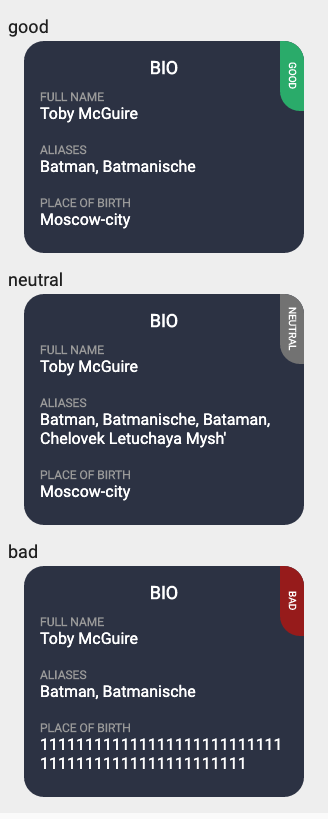 good
BIO
GOOD
FULL NAME
Toby McGuire
ALIASES
Batman, Batmanische
PLACE OF BIRTH
Moscow-city
neutral
BIO
NEUTRAL
FULL NAME
Toby McGuire
ALIASES
Batman, Batmanische, Bataman,
Chelovek Letuchaya Mysh'
PLACE OF BIRTH
Moscow-city
bad
BIO
BAD
FULL NAME
Toby McGuire
ALIASES
Batman, Batmanische
PLACE OF BIRTH
111111111111111111111111111
11111111111111111111111